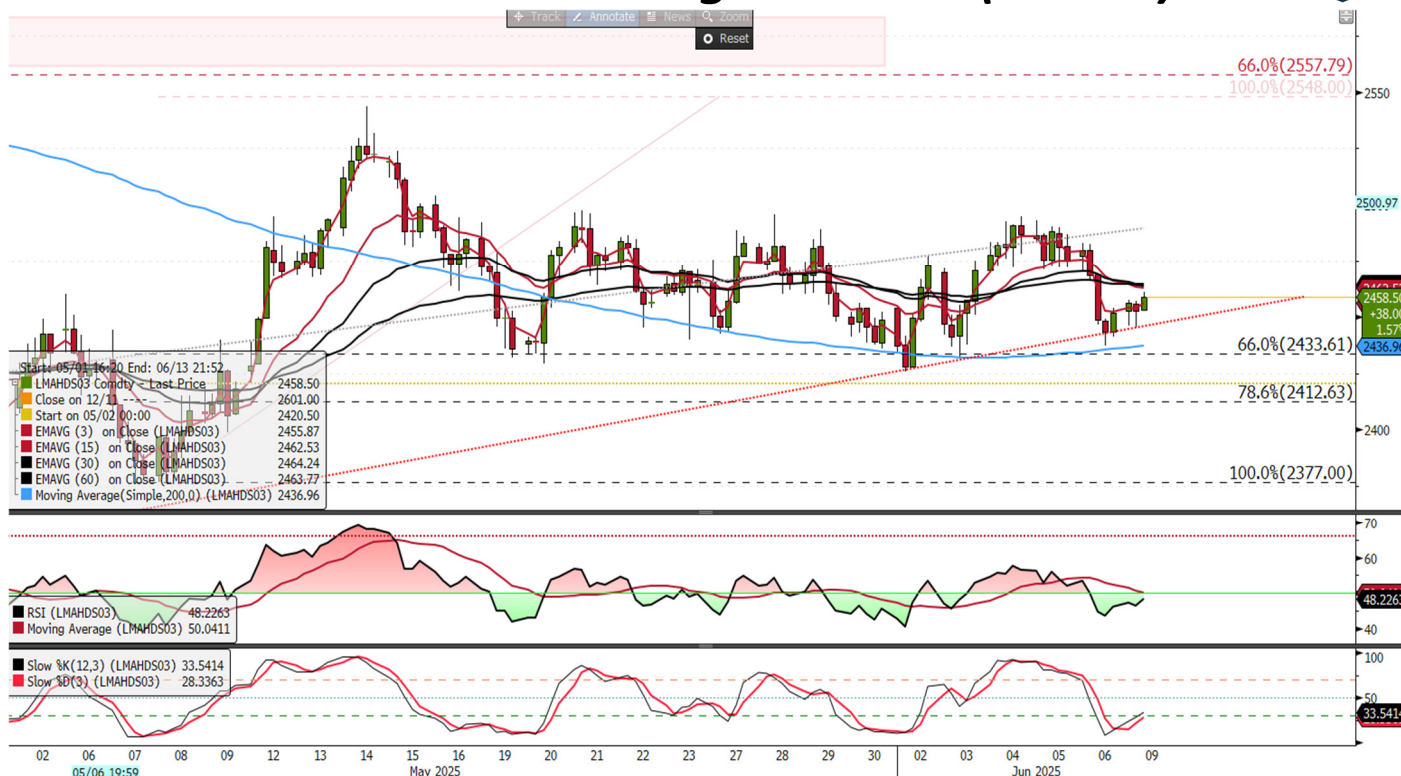 Track Annotate News Zoom
Reset
66.0%(2557.79)
100.0%(2548.00)
2550
2500.97
2458.50
+38.00
1.57%
66.0%(2433.61)
2436.96
78.6%(2412.63)
2400
100.0%(2377.00)
Start: 05/01 16:20 End: 06/13 21:52
LMAHDS03 Comdty - Last Price 2458.50
Close on 12/11 ---- 2601.00
Start on 05/02 00:00 2420.50
EMAVG (3) on Close (LMAHDS03) 2455.87
EMAVG (15) on Close (LMAHDS03) 2462.53
EMAVG (30) on Close (LMAHDS03) 2464.24
EMAVG (60) on Close (LMAHDS03) 2463.77
Moving Average(Simple,200,0) (LMAHDS03) 2436.96
70
60
RSI (LMAHDS03) 48.2263
Moving Average (LMAHDS03) 50.0411
48.2263
40
Slow %K(12,3) (LMAHDS03) 33.5414
Slow %D(3) (LMAHDS03) 28.3363
100
50
33.5414
02 06 07 08 09 12 13 14 15 16 19 20 21 22 23 27 28 29 30 02 03 04 05 06 09
05/06 19:59 May 2025 Jun 2025